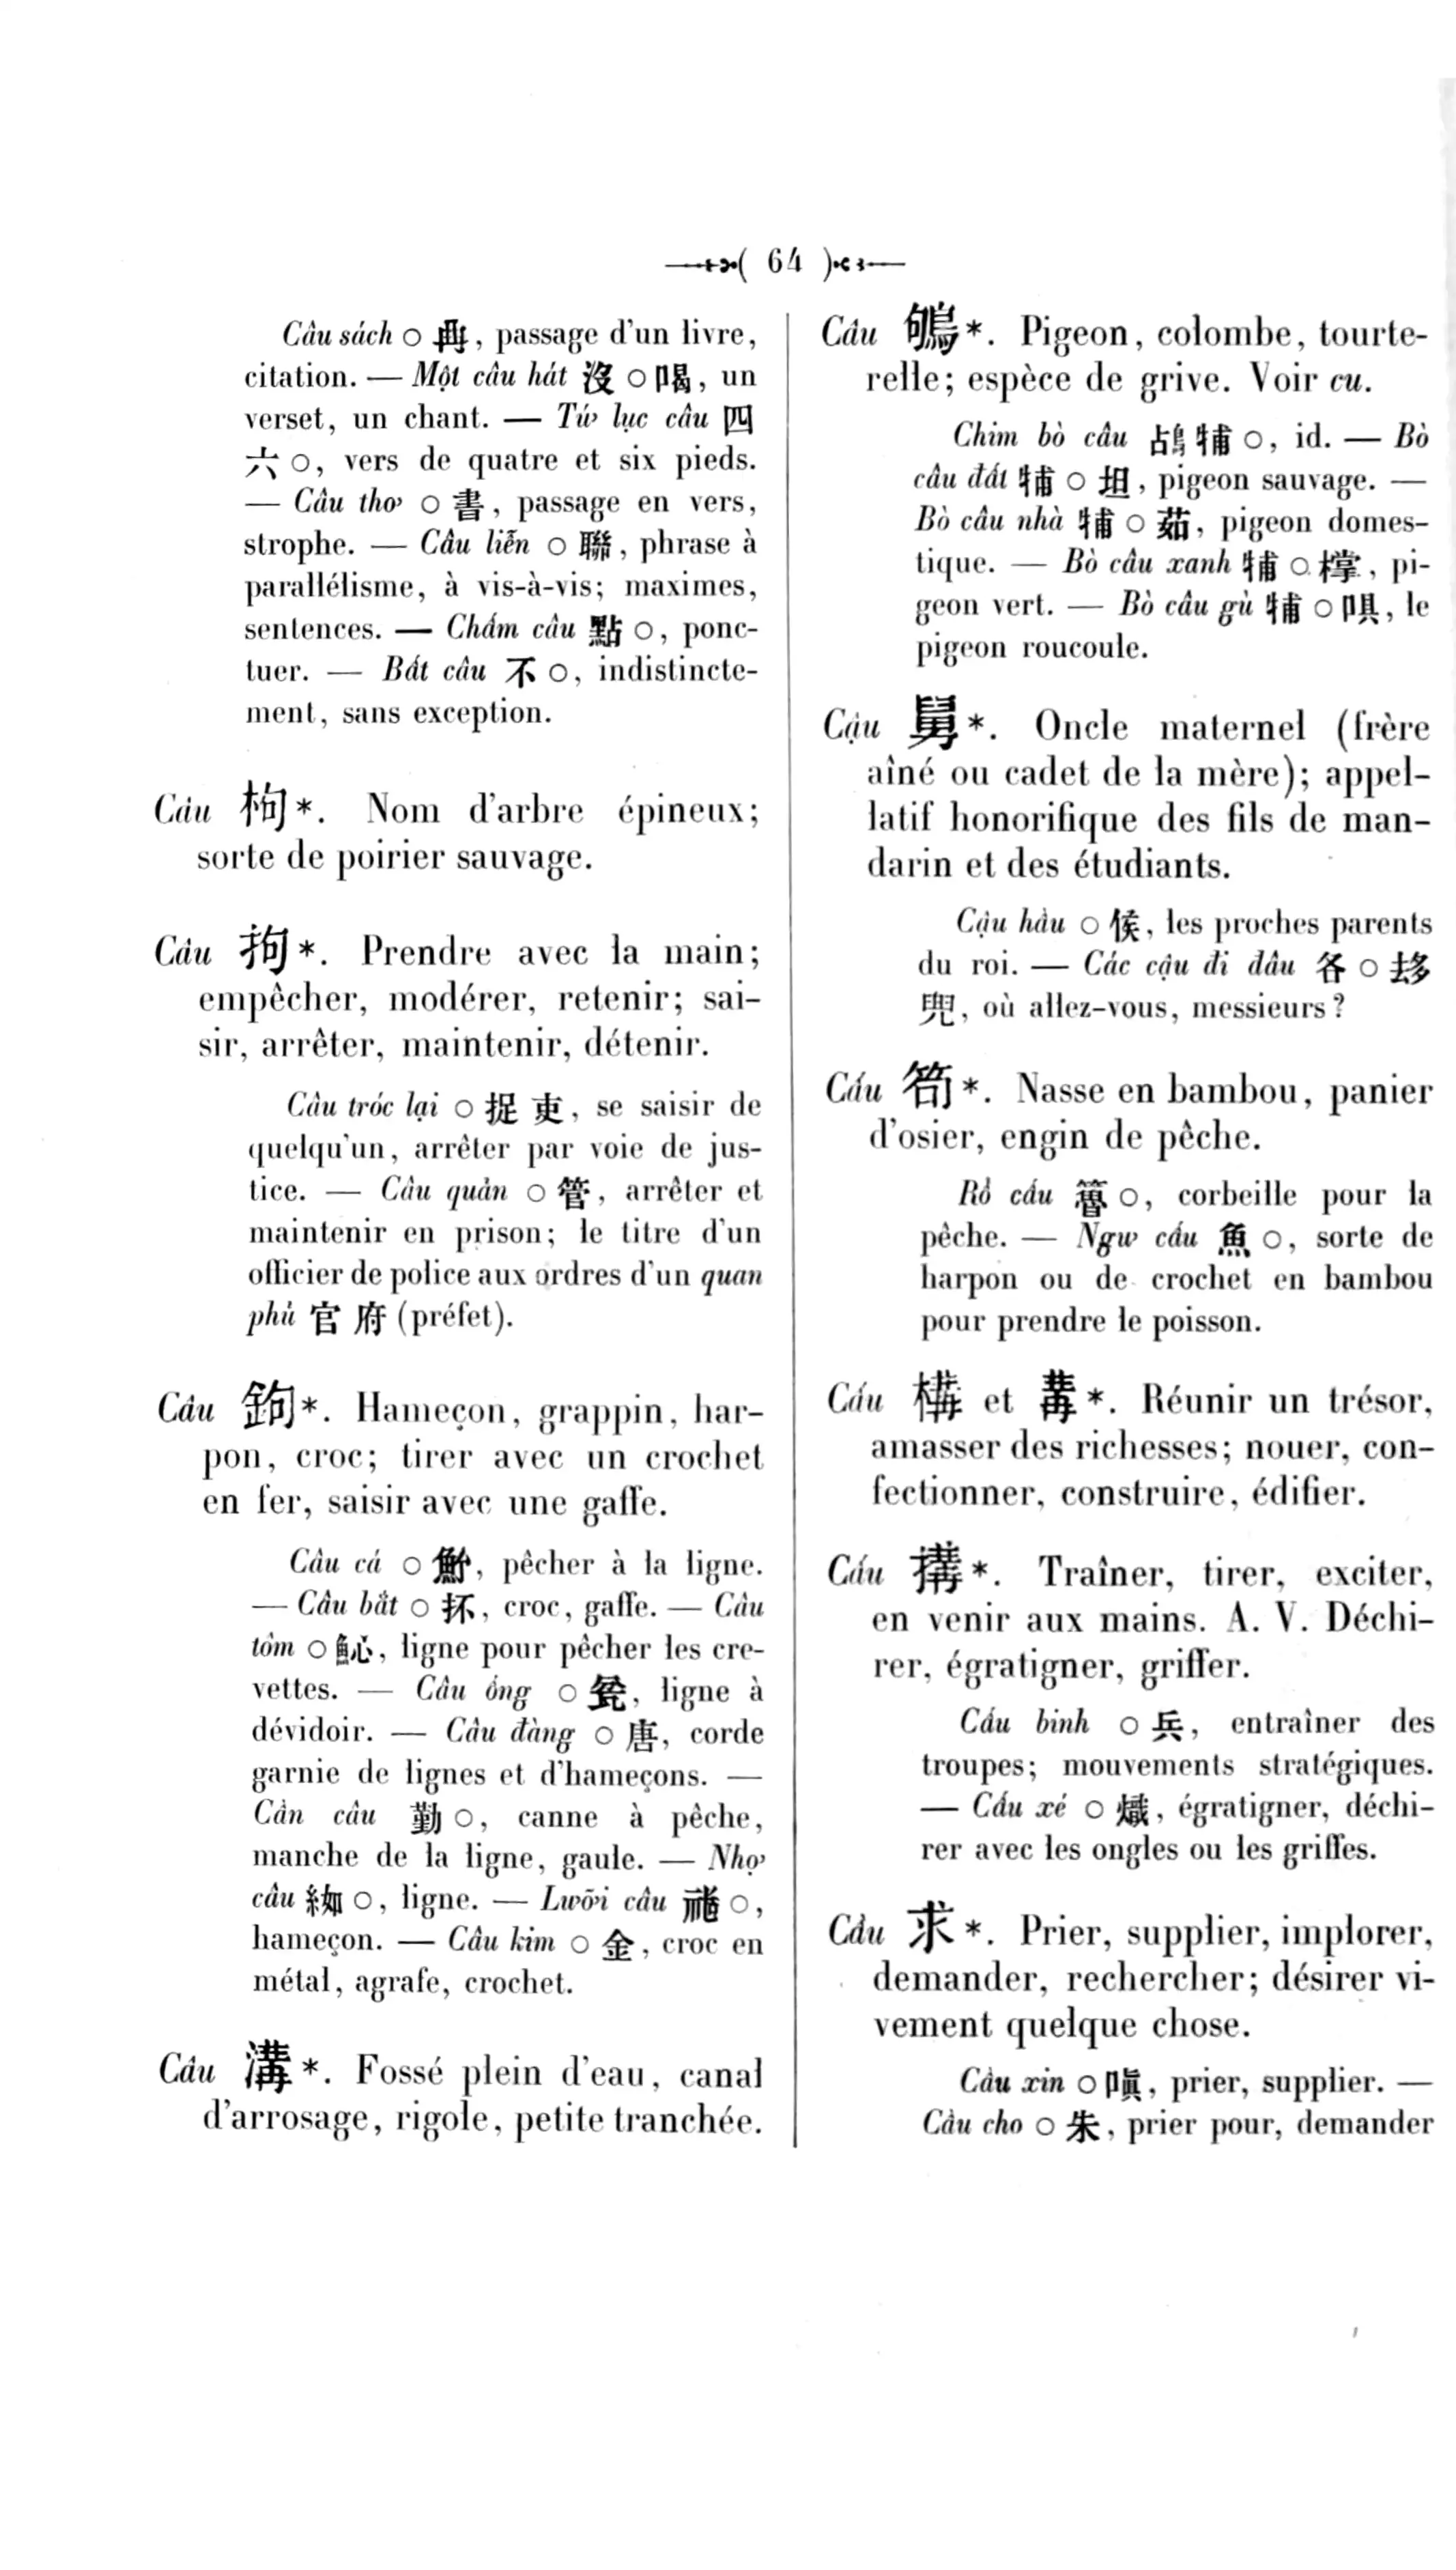 ( 64 )
Câu sách ○ 冊, passage d'un livre,
citation. — Một câu hát 沒 ○ 喝, un
verset, un chant. — Tứ lục câu 四
六 ○, vers de quatre et six pieds.
— Câu thơ ○ 書, passage en vers,
strophe. — Câu liễn ○ 聯, phrase à
parallélisme, à vis-à-vis; maximes,
sentences. — Chấm câu 點 ○, ponc-
tuer. — Bất câu 不 ○, indistincte-
ment, sans exception.
Câu 枸*. Nom d'arbre épineux;
sorte de poirier sauvage.
Câu 拘*. Prendre avec la main;
empêcher, modérer, retenir; sai-
sir, arrêter, maintenir, détenir.
Câu tróc lại ○ 捉 吏, se saisir de
quelqu'un, arrêter par voie de jus-
tice. — Câu quản ○ 管, arrêter et
maintenir en prison; le titre d'un
officier de police aux ordres d'un quan
phủ 官 府 (préfet).
Câu 鉤*. Hameçon, grappin, har-
pon, croc; tirer avec un crochet
en fer, saisir avec une gaffe.
Câu cá ○, pêcher à la ligne.
— Câu bắt ○ 抔, croc, gaffe. — Câu
tôm ○, ligne pour pêcher les cre-
vettes. — Câu ống ○, ligne à
dévidoir. — Câu đàng ○ 唐, corde
garnie de lignes et d'hameçons. —
Cần câu 勤 ○, canne à pêche,
manche de la ligne, gaule. — Nhợ
câu ○, ligne. — Lưỡi câu ○,
hameçon. — Câu kim ○ 金, croc en
métal, agrafe, crochet.
Câu 溝*. Fossé plein d'eau, canal
d'arrosage, rigole, petite tranchée.
Câu *. Pigeon, colombe, tourte-
relle; espèce de grive. Voir cu.
Chim bò câu ○, id. — Bò
câu đất 㹀 ○ 坦, pigeon sauvage. —
Bò câu nhà 㹀 ○ 茹, pigeon domes-
tique. — Bò câu xanh 㹀 ○, pi-
geon vert. — Bò câu gù 㹀 ○, le
pigeon roucoule.
Cậu 舅*. Oncle maternel (frère
aîné ou cadet de la mère); appel-
latif honorifique des fils de man-
darin et des étudiants.
Cậu hầu ○ 候, les proches parents
du roi. — Các cậu đi đâu 各 ○ 𠫾
兜, où allez-vous, messieurs?
Cấu 笱*. Nasse en bambou, panier
d'osier, engin de pêche.
Rổ cấu ○, corbeille pour la
pêche. — Ngư cấu 魚 ○, sorte de
harpon ou de crochet en bambou
pour prendre le poisson.
Cấu 構 et 冓*. Réunir un trésor,
amasser des richesses; nouer, con-
fectionner, construire, édifier.
Cấu 搆*. Traîner, tirer, exciter,
en venir aux mains. A. V. Déchi-
rer, égratigner, griffer.
Cấu binh ○ 兵, entraîner des
troupes; mouvements stratégiques.
— Cấu xé ○ 熾, égratigner, déchi-
rer avec les ongles ou les griffes.
Cầu 求*. Prier, supplier, implorer,
demander, rechercher; désirer vi-
vement quelque chose.
Cầu xin ○ 嗔, prier, supplier. —
Cầu cho ○ 朱, prier pour, demander